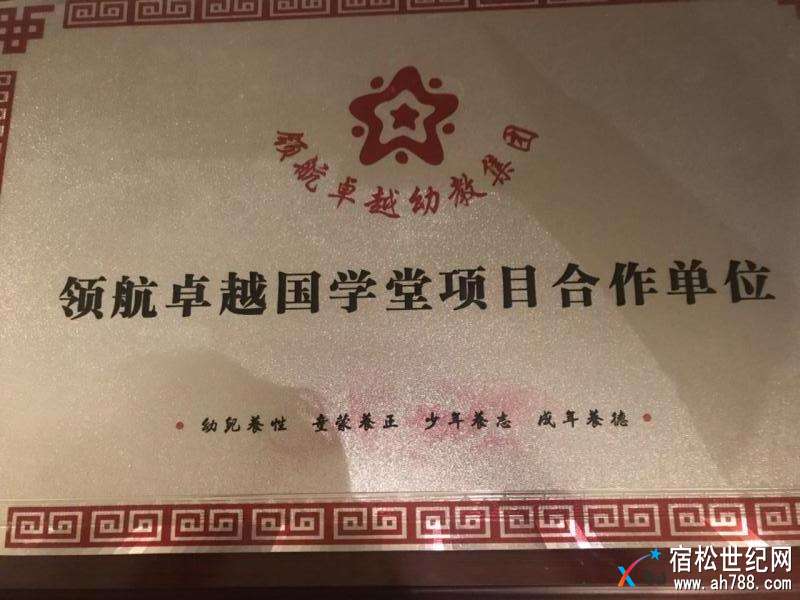 领航卓越幼教集团
领航卓越国学堂项目合作单位
• 幼儿养性 童蒙养正 少年养志 成年养德 •
宿松世纪网
www.ah788.com